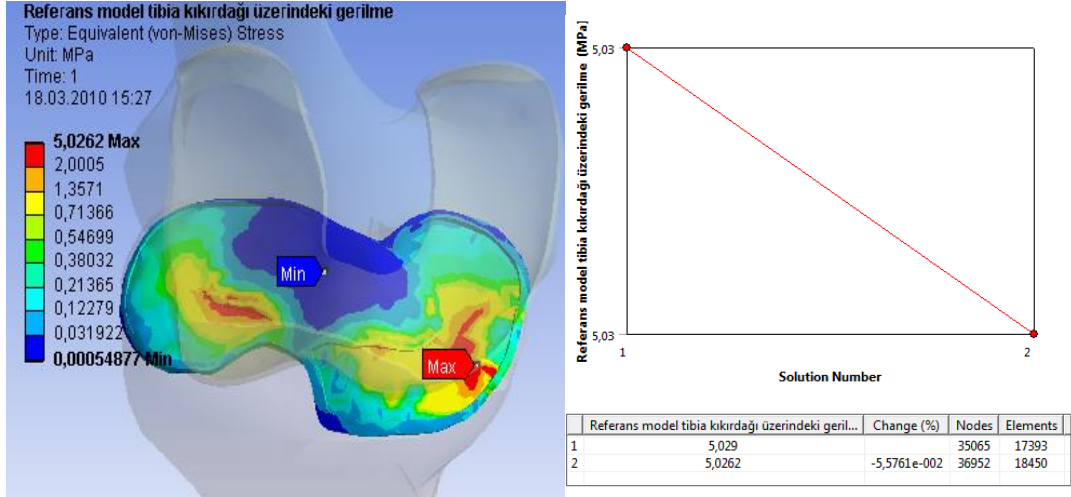 Referans model tibia kıkırdağı üzerindeki gerilme
Type: Equivalent (von-Mises) Stress
Unit: MPa
Time: 1
18.03.2010 15:27
5,0262 Max
2,0005
1,3571
0,71366
0,54699
0,38032
0,21365
0,12279
0,031922
0,00054877 Min
Min
Max
Referans model tibia kıkırdağı üzerindeki gerilme (MPa)
5,03
5,03
1 2
Solution Number
Referans model tibia kıkırdağı üzerindeki geril... Change (%) Nodes Elements
1 5,029 35065 17393
2 5,0262 -5,5761e-002 36952 18450